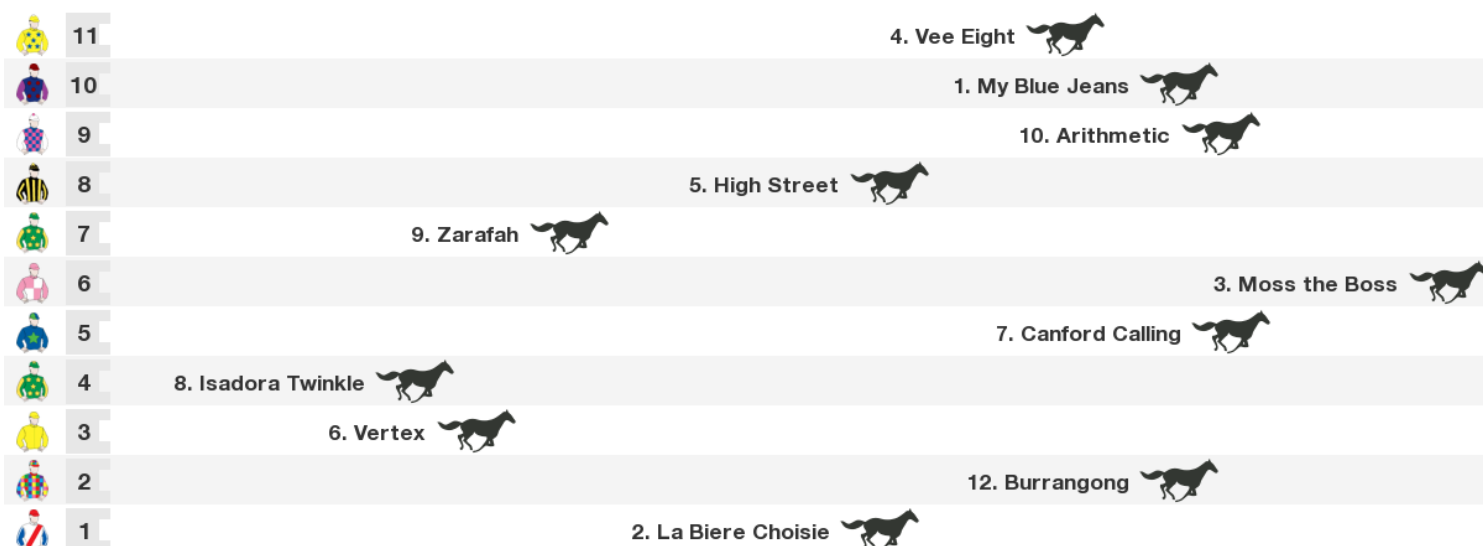 11 4. Vee Eight
10 1. My Blue Jeans
9 10. Arithmetic
8 5. High Street
7 9. Zarafah
6 3. Moss the Boss
5 7. Canford Calling
4 8. Isadora Twinkle
3 6. Vertex
2 12. Burrangong
1 2. La Biere Choisie